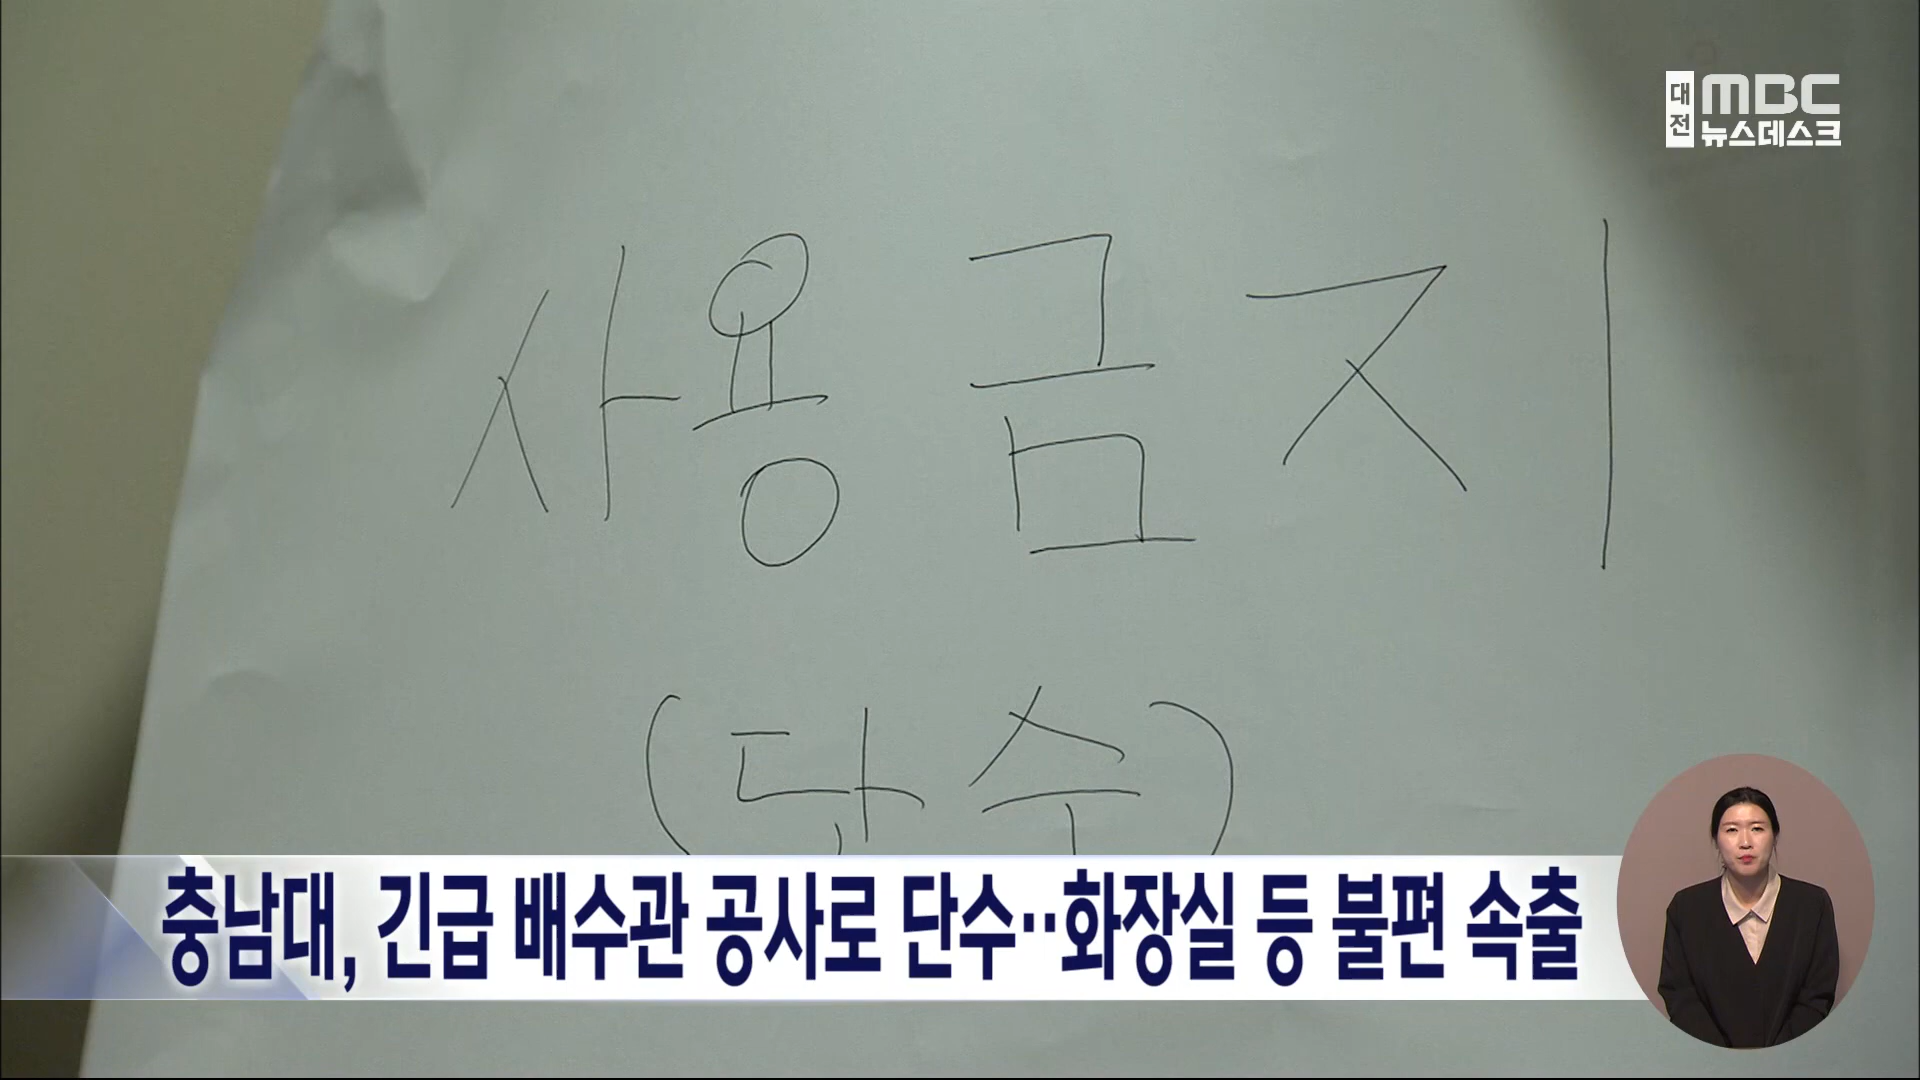 대전 MBC
뉴스데스크
사용금지
(단수)
충남대, 긴급 배수관 공사로 단수··화장실 등 불편 속출